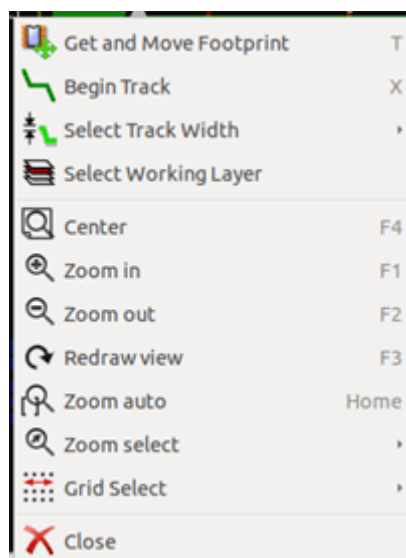 Get and Move Footprint T
Begin Track X
Select Track Width
Select Working Layer
Center F4
Zoom in F1
Zoom out F2
Redraw view F3
Zoom auto Home
Zoom select
Grid Select
Close